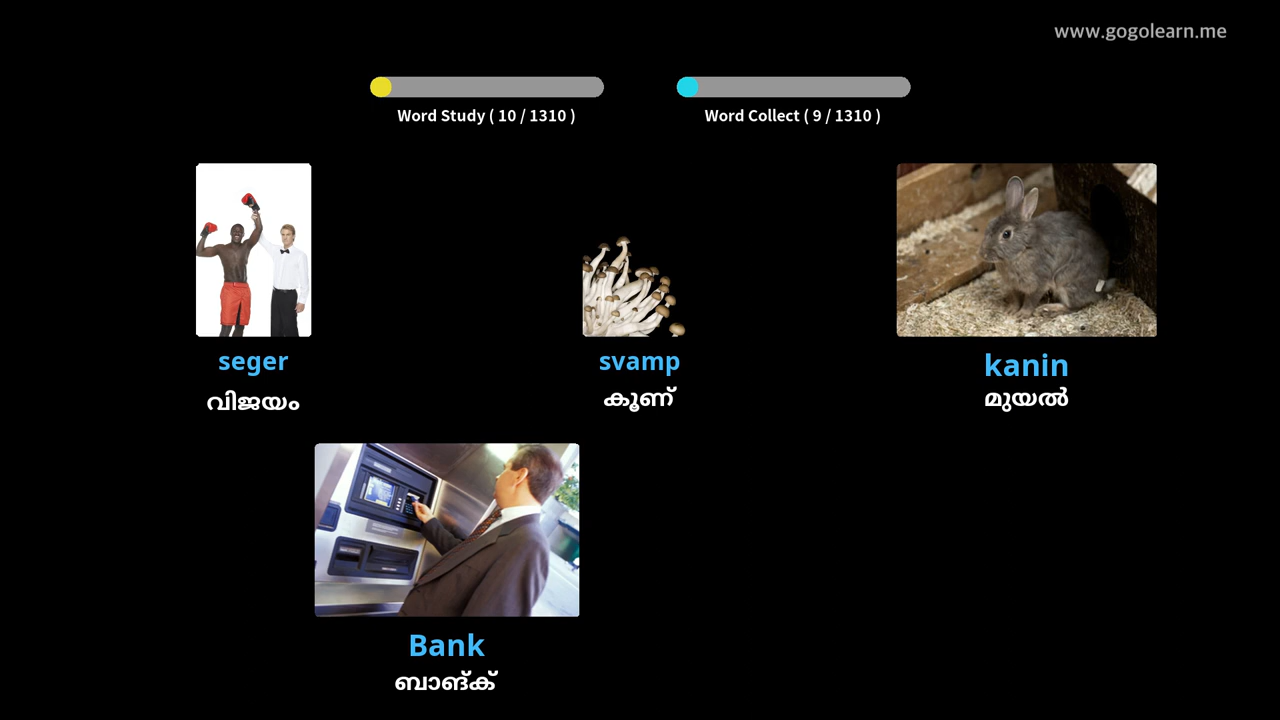 www.gogolearn.me
Word Study ( 10 / 1310 )
Word Collect ( 9 / 1310 )
seger
svamp
kanin
വിജയം
കൂണ്
മുയൽ
Bank
ബാങ്ക്